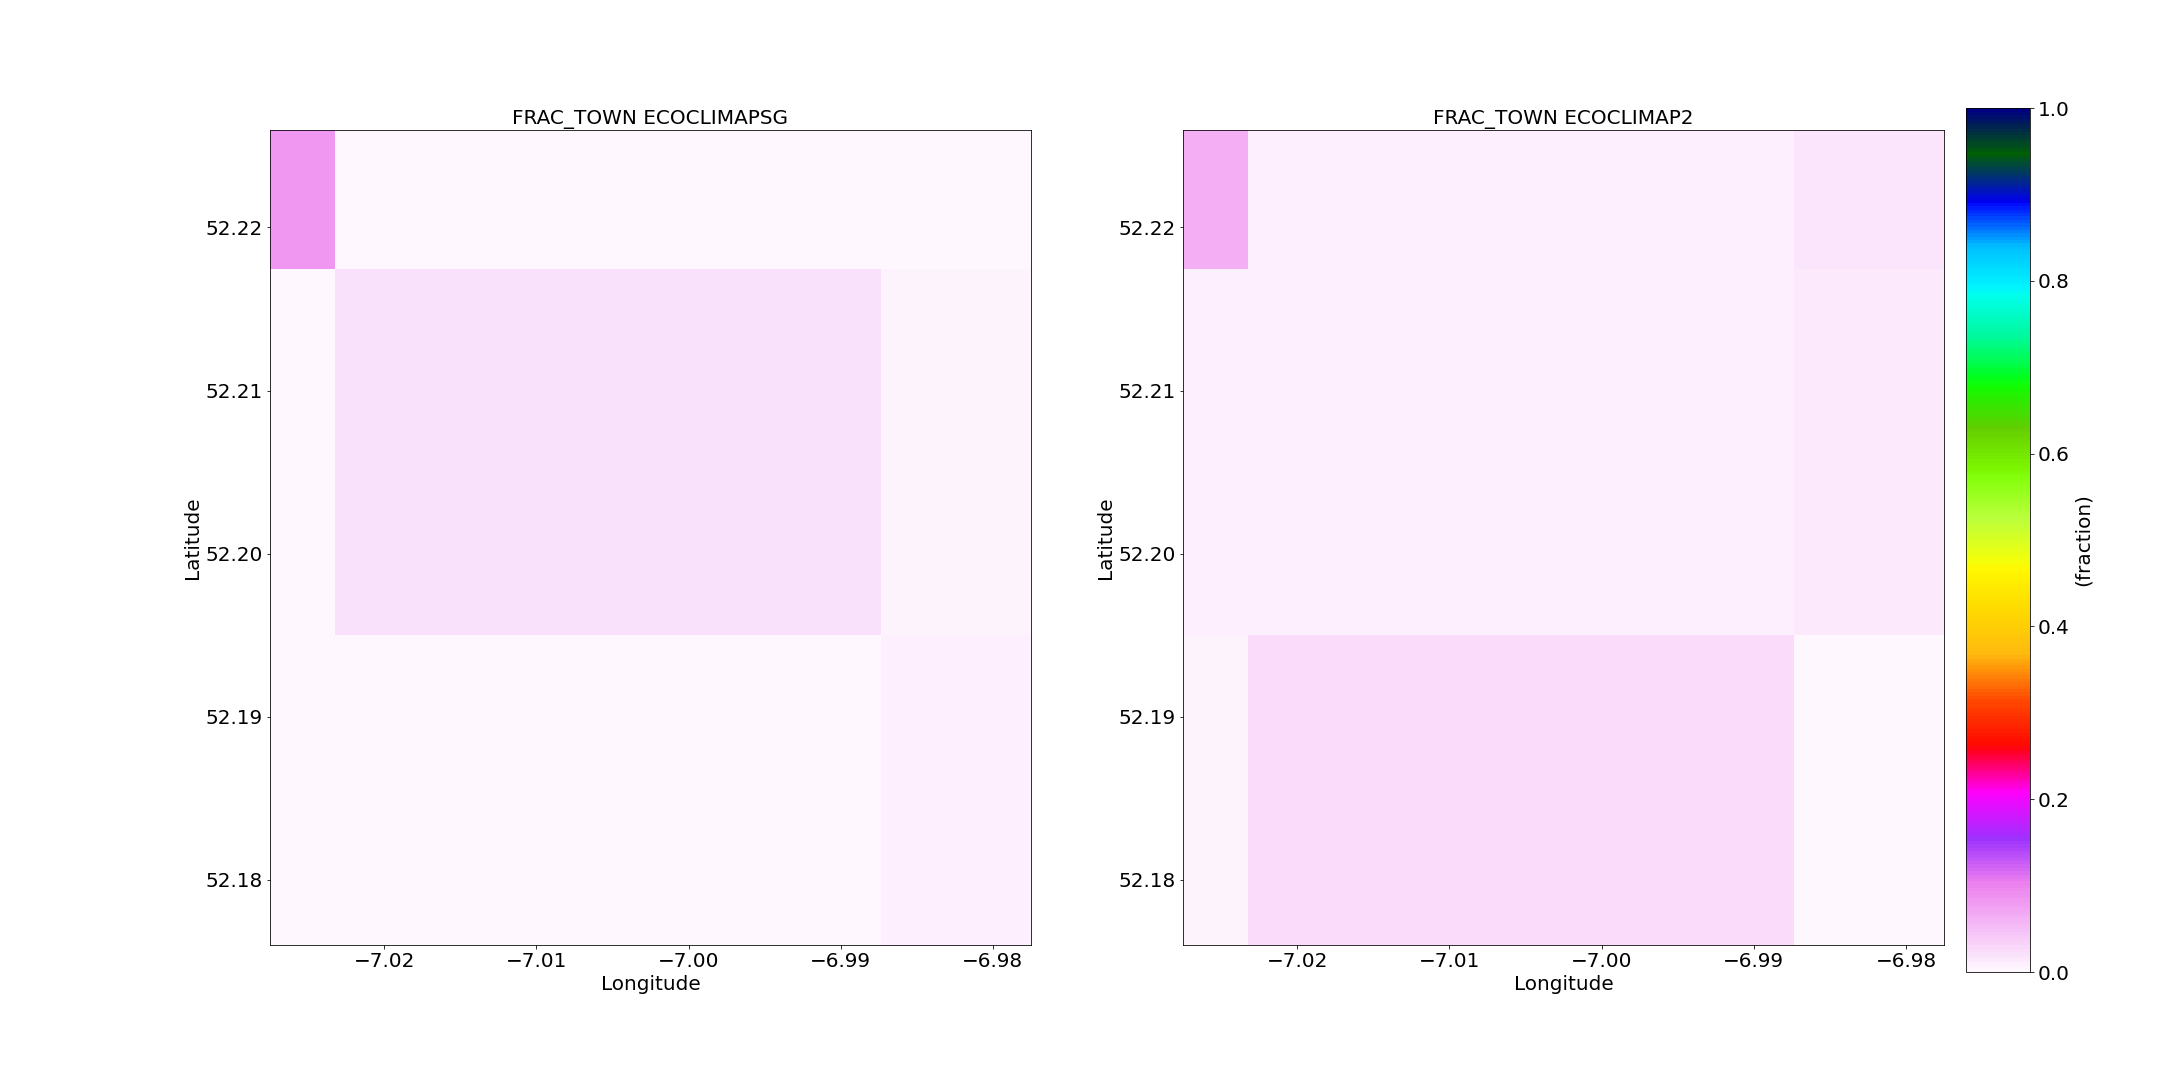 FRAC_TOWN ECOCLIMAPSG
52.22
52.21
52.20
52.19
52.18
Latitude
−7.02 −7.01 −7.00 −6.99 −6.98
Longitude
FRAC_TOWN ECOCLIMAP2
52.22
52.21
52.20
52.19
52.18
Latitude
−7.02 −7.01 −7.00 −6.99 −6.98
Longitude
1.0
0.8
0.6
0.4
0.2
0.0
(fraction)